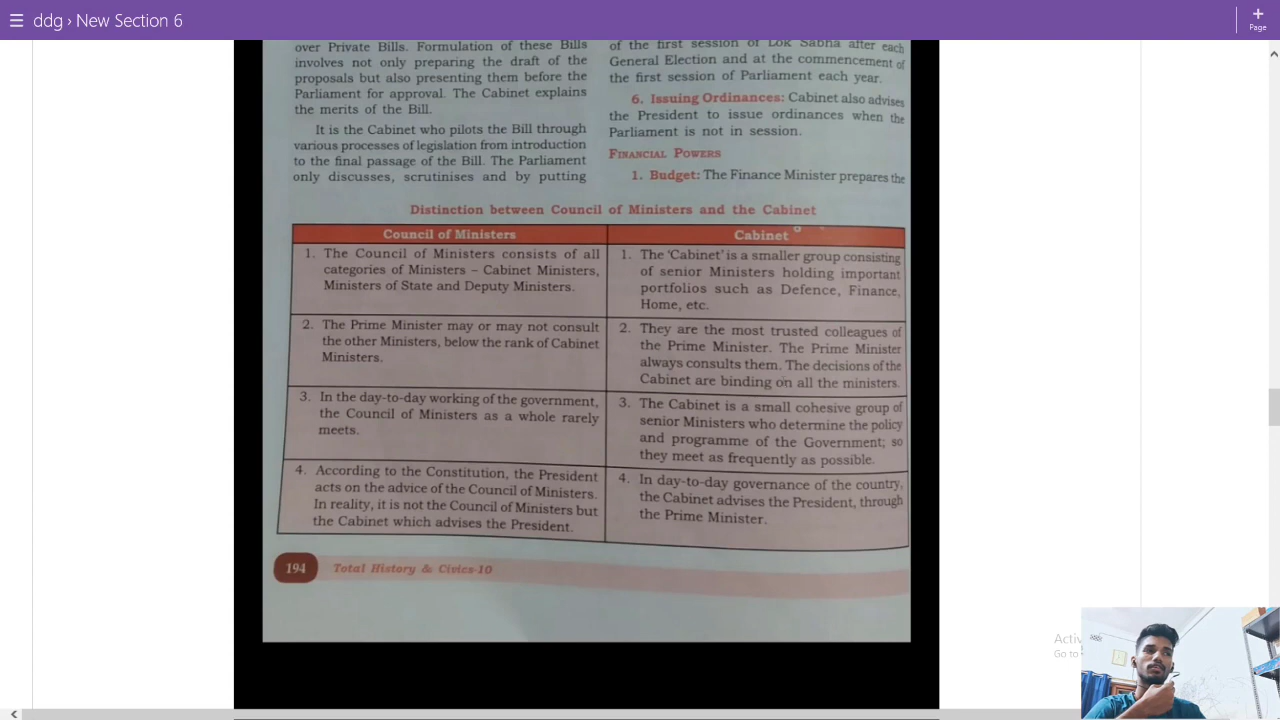 ddg › New Section 6
Page
over Private Bills. Formulation of these Bills
involves not only preparing the draft of the
proposals but also presenting them before the
Parliament for approval. The Cabinet explains
the merits of the Bill.
It is the Cabinet who pilots the Bill through
various processes of legislation from introduction
to the final passage of the Bill. The Parliament
only discusses, scrutinises and by putting
of the first session of Lok Sabha after each
General Election and at the commencement of
the first session of Parliament each year.
6. Issuing Ordinances: Cabinet also advises
the President to issue ordinances when the
Parliament is not in session.
FINANCIAL POWERS
1. Budget: The Finance Minister prepares the
Distinction between Council of Ministers and the Cabinet
Council of Ministers
Cabinet
1. The Council of Ministers consists of all
categories of Ministers – Cabinet Ministers,
Ministers of State and Deputy Ministers.
1. The ‘Cabinet’ is a smaller group consisting
of senior Ministers holding important
portfolios such as Defence, Finance,
Home, etc.
2. The Prime Minister may or may not consult
the other Ministers, below the rank of Cabinet
Ministers.
2. They are the most trusted colleagues of
the Prime Minister. The Prime Minister
always consults them. The decisions of the
Cabinet are binding on all the ministers.
3. In the day-to-day working of the government,
the Council of Ministers as a whole rarely
meets.
3. The Cabinet is a small cohesive group of
senior Ministers who determine the policy
and programme of the Government; so
they meet as frequently as possible.
4. According to the Constitution, the President
acts on the advice of the Council of Ministers.
In reality, it is not the Council of Ministers but
the Cabinet which advises the President.
4. In day-to-day governance of the country,
the Cabinet advises the President, through
the Prime Minister.
194 Total History & Civics-10
Activ
Go to